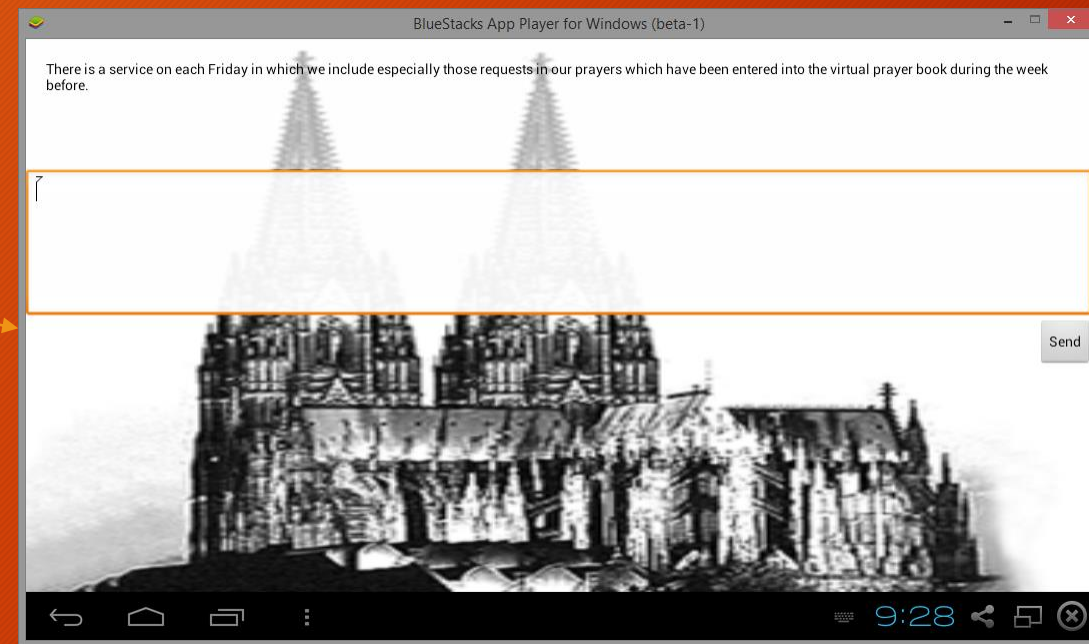 BlueStacks App Player for Windows (beta-1)
There is a service on each Friday in which we include especially those requests in our prayers which have been entered into the virtual prayer book during the week
before.
Send
9:28